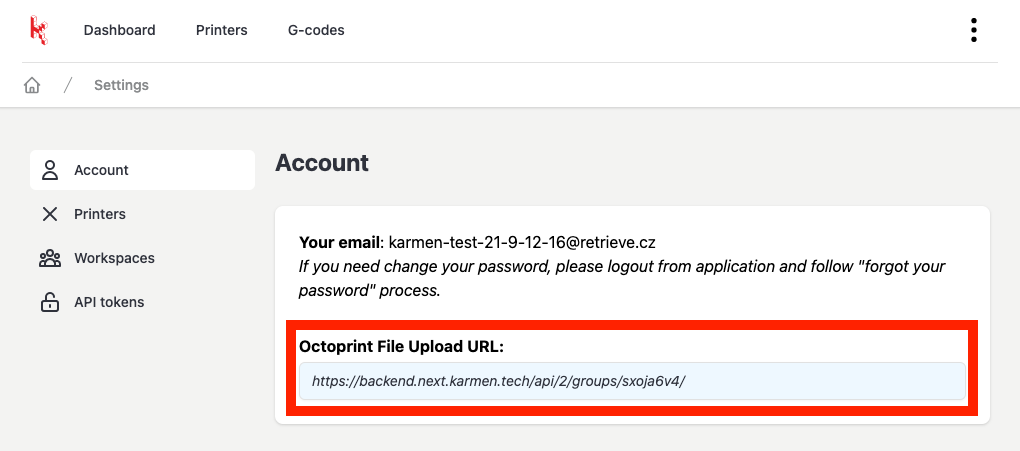 Dashboard Printers G-codes
/ Settings
Account
Printers
Workspaces
API tokens
Account
Your email: karmen-test-21-9-12-16@retrieve.cz
If you need change your password, please logout from application and follow "forgot your
password" process.
Octoprint File Upload URL:
https://backend.next.karmen.tech/api/2/groups/sxoja6v4/